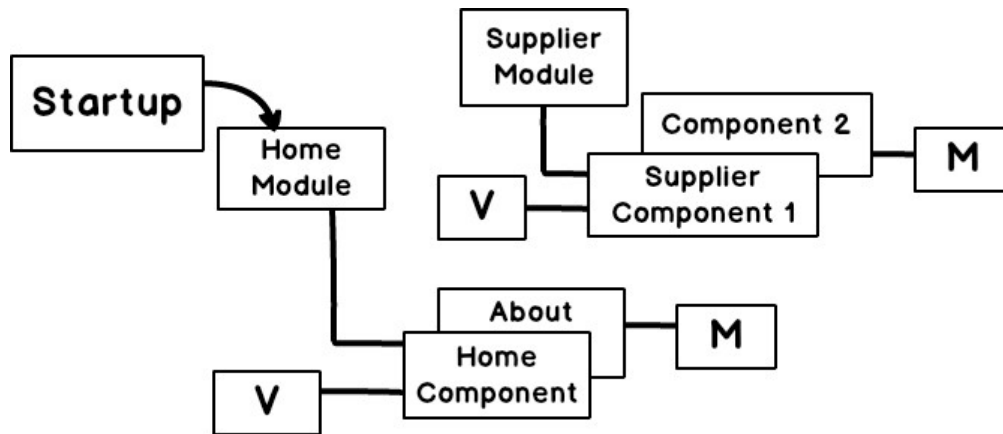 Startup
Home
Module
Supplier
Module
Component 2
M
Supplier
Component 1
V
About
M
Home
Component
V